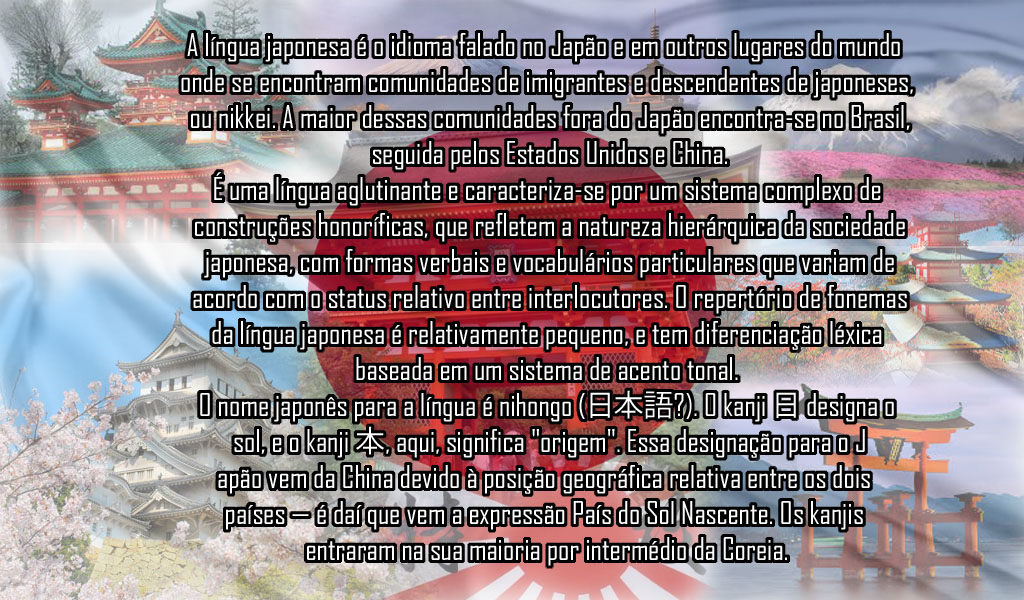 A língua japonesa é o idioma falado no Japão e em outros lugares do mundo
onde se encontram comunidades de imigrantes e descendentes de japoneses,
ou nikkei. A maior dessas comunidades fora do Japão encontra-se no Brasil,
seguida pelos Estados Unidos e China.
É uma língua aglutinante e caracteriza-se por um sistema complexo de
construções honoríficas, que refletem a natureza hierárquica da sociedade
japonesa, com formas verbais e vocabulários particulares que variam de
acordo com o status relativo entre interlocutores. O repertório de fonemas
da língua japonesa é relativamente pequeno, e tem diferenciação léxica
baseada em um sistema de acento tonal.
O nome japonês para a língua é nihongo (日本語?). O kanji 日 designa o
sol, e o kanji 本, aqui, significa "origem". Essa designação para o J
apão vem da China devido à posição geográfica relativa entre os dois
países — é daí que vem a expressão País do Sol Nascente. Os kanjis
entraram na sua maioria por intermédio da Coreia.